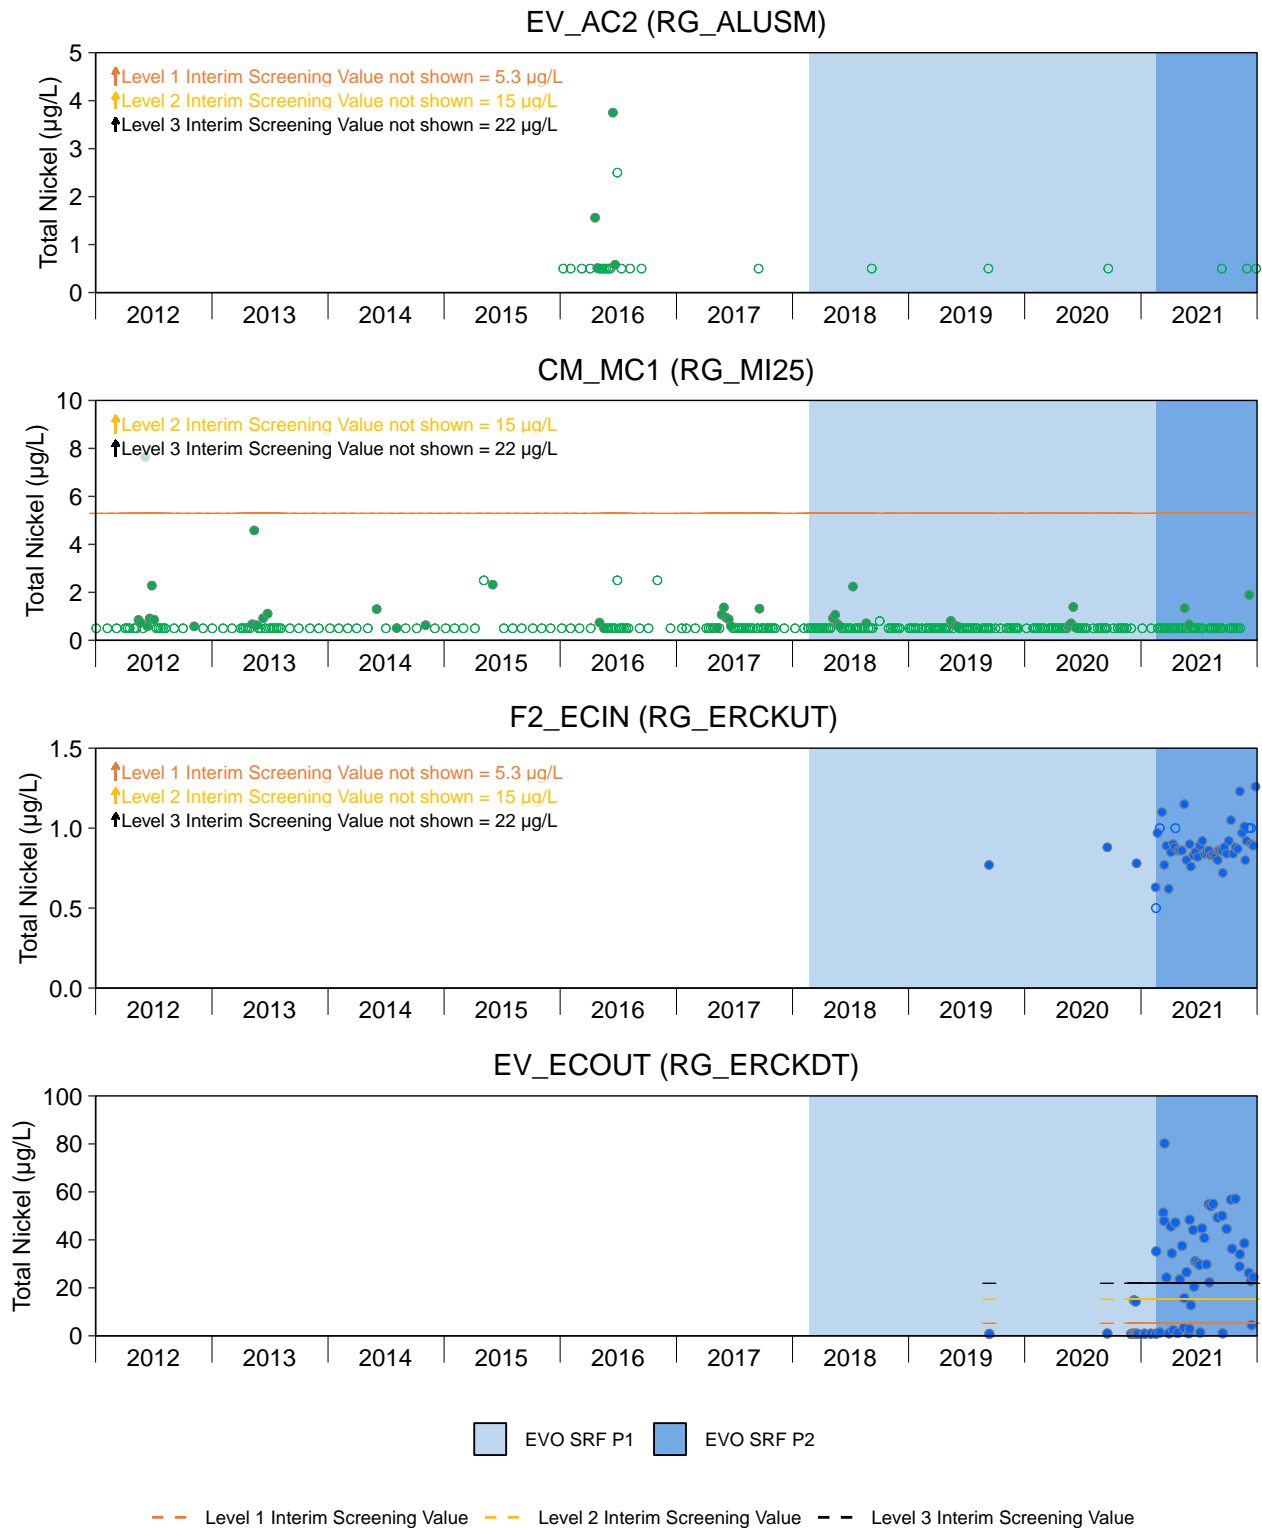 EV_AC2 (RG_ALUSM)
Total Nickel (µg/L)
5
4
3
2
1
0
Level 1 Interim Screening Value not shown = 5.3 µg/L
Level 2 Interim Screening Value not shown = 15 µg/L
Level 3 Interim Screening Value not shown = 22 µg/L
2012 2013 2014 2015 2016 2017 2018 2019 2020 2021
CM_MC1 (RG_MI25)
Total Nickel (µg/L)
10
8
6
4
2
0
Level 2 Interim Screening Value not shown = 15 µg/L
Level 3 Interim Screening Value not shown = 22 µg/L
2012 2013 2014 2015 2016 2017 2018 2019 2020 2021
F2_ECIN (RG_ERCKUT)
Total Nickel (µg/L)
1.5
1.0
0.5
0.0
Level 1 Interim Screening Value not shown = 5.3 µg/L
Level 2 Interim Screening Value not shown = 15 µg/L
Level 3 Interim Screening Value not shown = 22 µg/L
2012 2013 2014 2015 2016 2017 2018 2019 2020 2021
EV_ECOUT (RG_ERCKDT)
Total Nickel (µg/L)
100
80
60
40
20
0
2012 2013 2014 2015 2016 2017 2018 2019 2020 2021
EVO SRF P1 EVO SRF P2
Level 1 Interim Screening Value Level 2 Interim Screening Value Level 3 Interim Screening Value